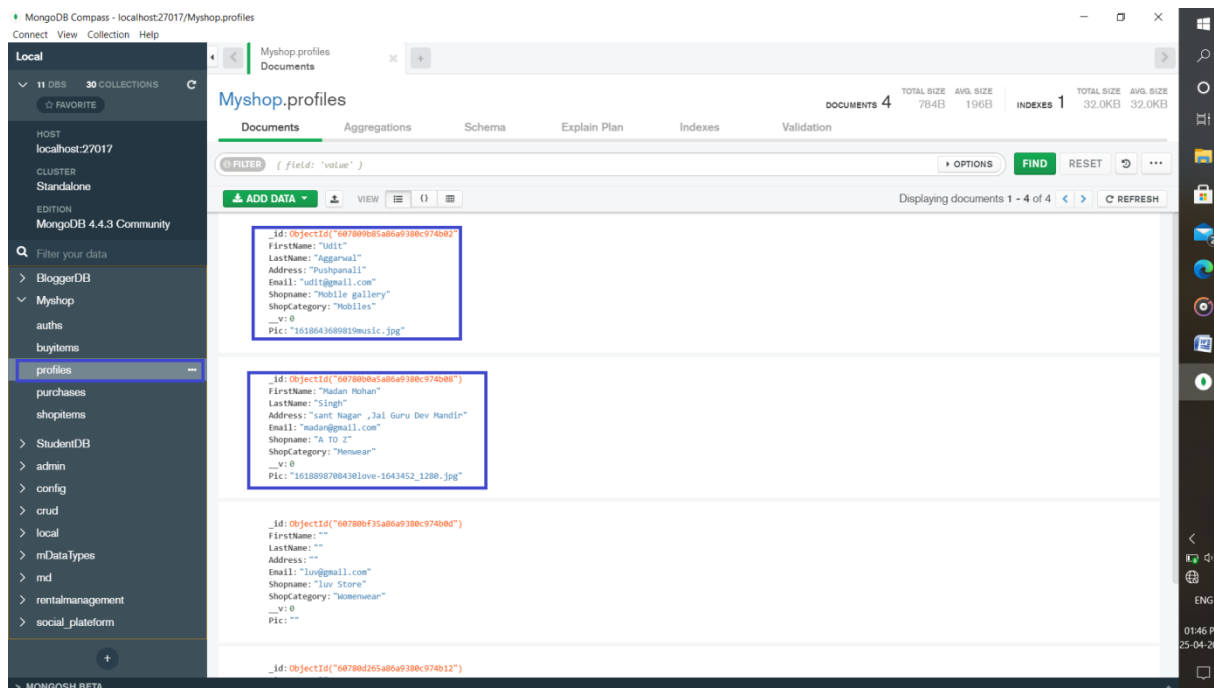 MongoDB Compass - localhost:27017/Myshop.profiles
Connect View Collection Help
Local
11 DBS 30 COLLECTIONS
☆ FAVORITE
HOST
localhost:27017
CLUSTER
Standalone
EDITION
MongoDB 4.4.3 Community
Filter your data
BloggerDB
Myshop
auths
buyitems
profiles
purchases
shopitems
StudentDB
admin
config
crud
local
mDataTypes
md
rentalmanagement
social_plateform
+
> MONGOSH BETA
Myshop.profiles
Documents
Myshop.profiles
DOCUMENTS 4 TOTAL SIZE 784B AVG. SIZE 196B INDEXES 1 TOTAL SIZE 32.0KB AVG. SIZE 32.0KB
Documents Aggregations Schema Explain Plan Indexes Validation
FILTER { field: 'value' } OPTIONS FIND RESET ...
ADD DATA VIEW {} Displaying documents 1 - 4 of 4 < > REFRESH
_id:ObjectId("607809b85a86a9380c974b02"
FirstName:"Udit"
LastName:"Aggarwal"
Address:"Pushpanali"
Email:"udit@gmail.com"
Shopname:"Mobile gallery"
ShopCategory:"Mobiles"
__v:0
Pic:"1618643689819music.jpg"
_id:ObjectId("60780b0a5a86a9380c974b08")
FirstName:"Madan Mohan"
LastName:"Singh"
Address:"sant Nagar ,Jai Guru Dev Mandir"
Email:"madan@gmail.com"
Shopname:"A TO Z"
ShopCategory:"Menwear"
__v:0
Pic:"1618898708430love-1643452_1280.jpg"
_id:ObjectId("60780bf35a86a9380c974b0d")
FirstName:""
LastName:""
Address:""
Email:"luv@gmail.com"
Shopname:"luv Store"
ShopCategory:"Womenwear"
__v:0
Pic:""
_id:ObjectId("60780d265a86a9380c974b12")
ENG
01:46 P
25-04-20